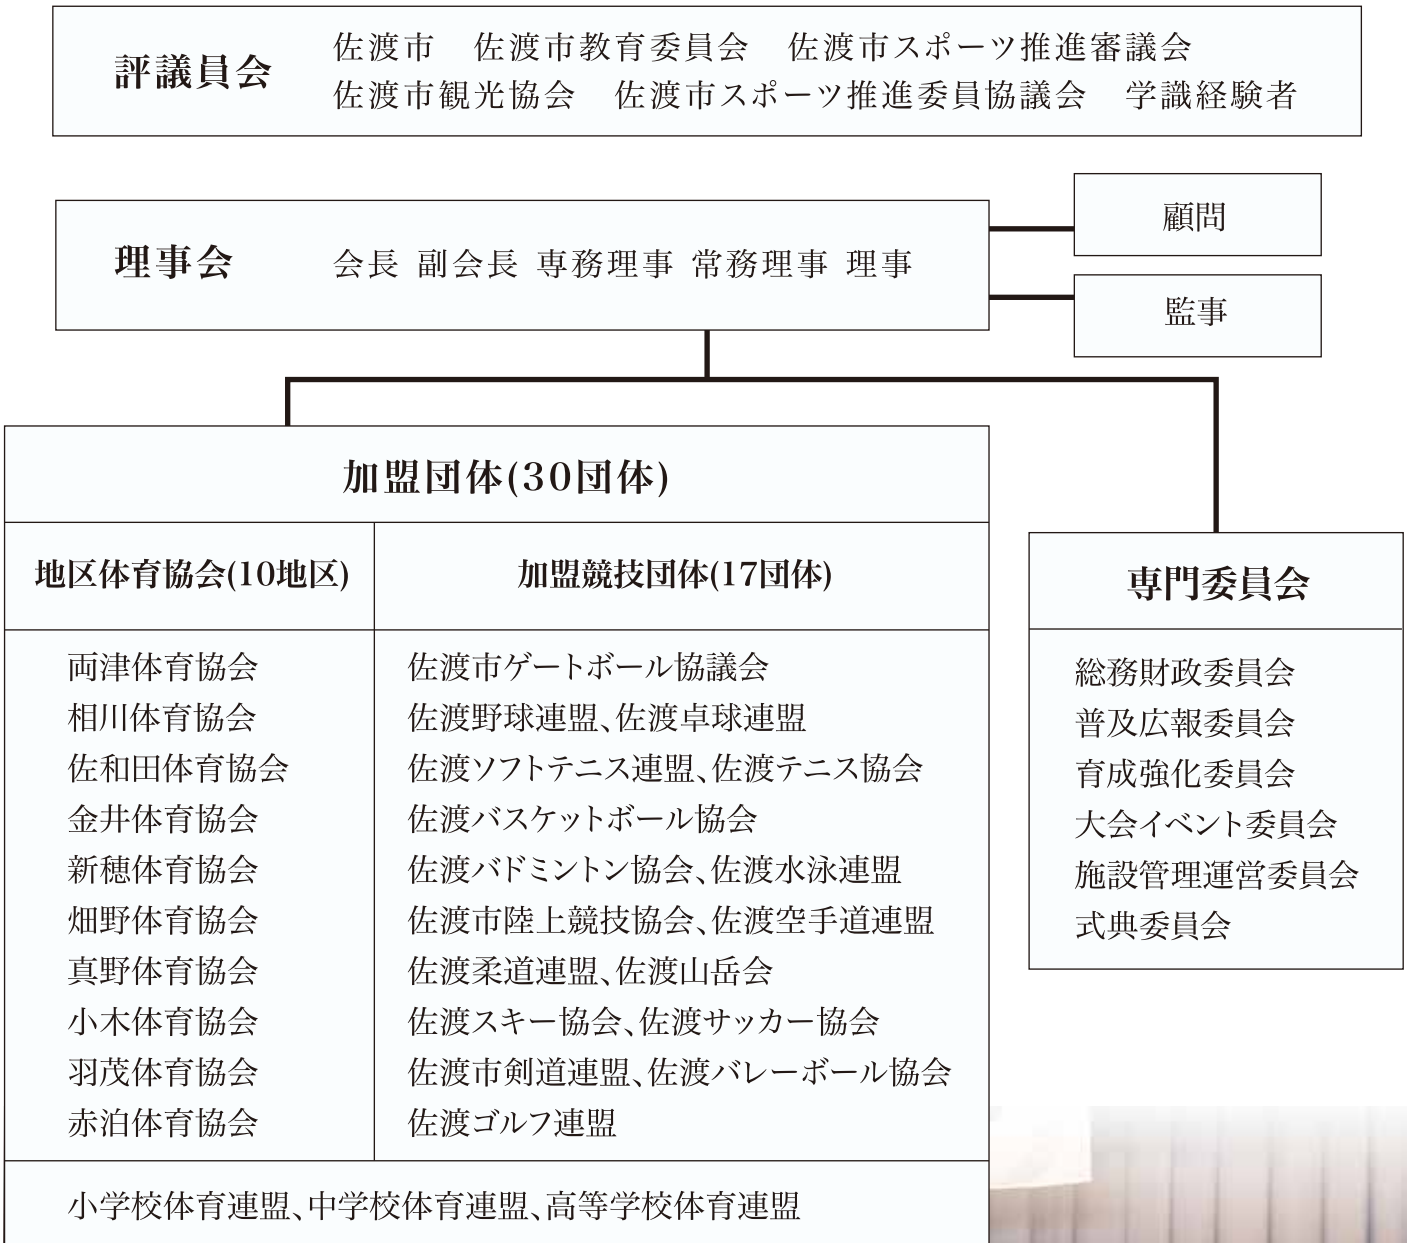 評議員会
佐渡市 佐渡市教育委員会 佐渡市スポーツ推進審議会
佐渡市観光協会 佐渡市スポーツ推進委員協議会 学識経験者
理事会
会長 副会長 専務理事 常務理事 理事
顧問
監事
加盟団体(30団体)
地区体育協会(10地区)
両津体育協会
相川体育協会
佐和田体育協会
金井体育協会
新穂体育協会
畑野体育協会
真野体育協会
小木体育協会
羽茂体育協会
赤泊体育協会
加盟競技団体(17団体)
佐渡市ゲートボール協議会
佐渡野球連盟、佐渡卓球連盟
佐渡ソフトテニス連盟、佐渡テニス協会
佐渡バスケットボール協会
佐渡バドミントン協会、佐渡水泳連盟
佐渡市陸上競技協会、佐渡空手道連盟
佐渡柔道連盟、佐渡山岳会
佐渡スキー協会、佐渡サッカー協会
佐渡市剣道連盟、佐渡バレーボール協会
佐渡ゴルフ連盟
小学校体育連盟、中学校体育連盟、高等学校体育連盟
専門委員会
総務財政委員会
普及広報委員会
育成強化委員会
大会イベント委員会
施設管理運営委員会
式典委員会